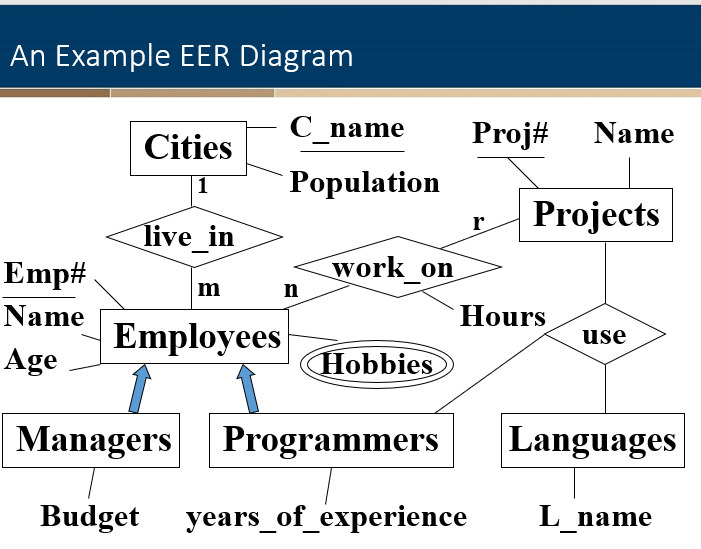 An Example EER Diagram
C_name
Proj#
Name
Cities
Population
1
Projects
live_in
r
work_on
Emp#
m
n
Name
Hours
Employees
use
Age
Hobbies
Managers
Programmers
Languages
Budget
years_of_experience
L_name